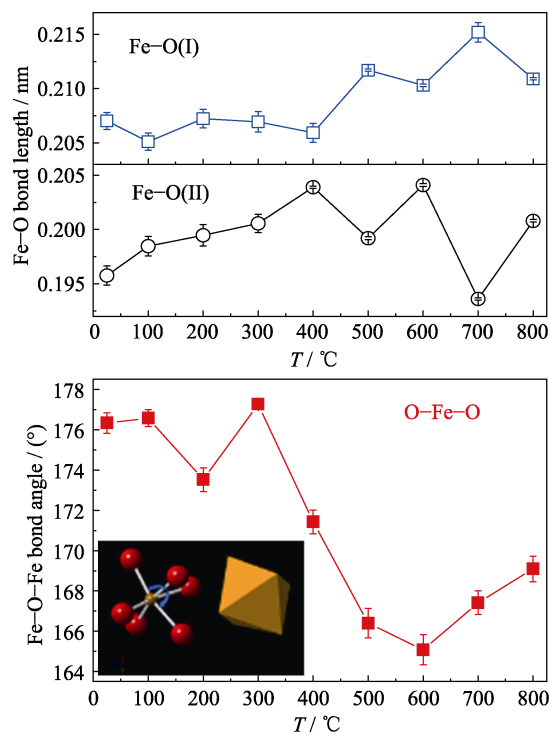 0.215
Fe−O(I)
0.210
0.205
0.205
Fe−O(II)
0.200
0.195
Fe−O bond length / nm
0 100 200 300 400 500 600 700 800
T / ℃
178
O−Fe−O
176
174
172
170
168
166
164
Fe−O−Fe bond angle / (°)
0 100 200 300 400 500 600 700 800
T / ℃